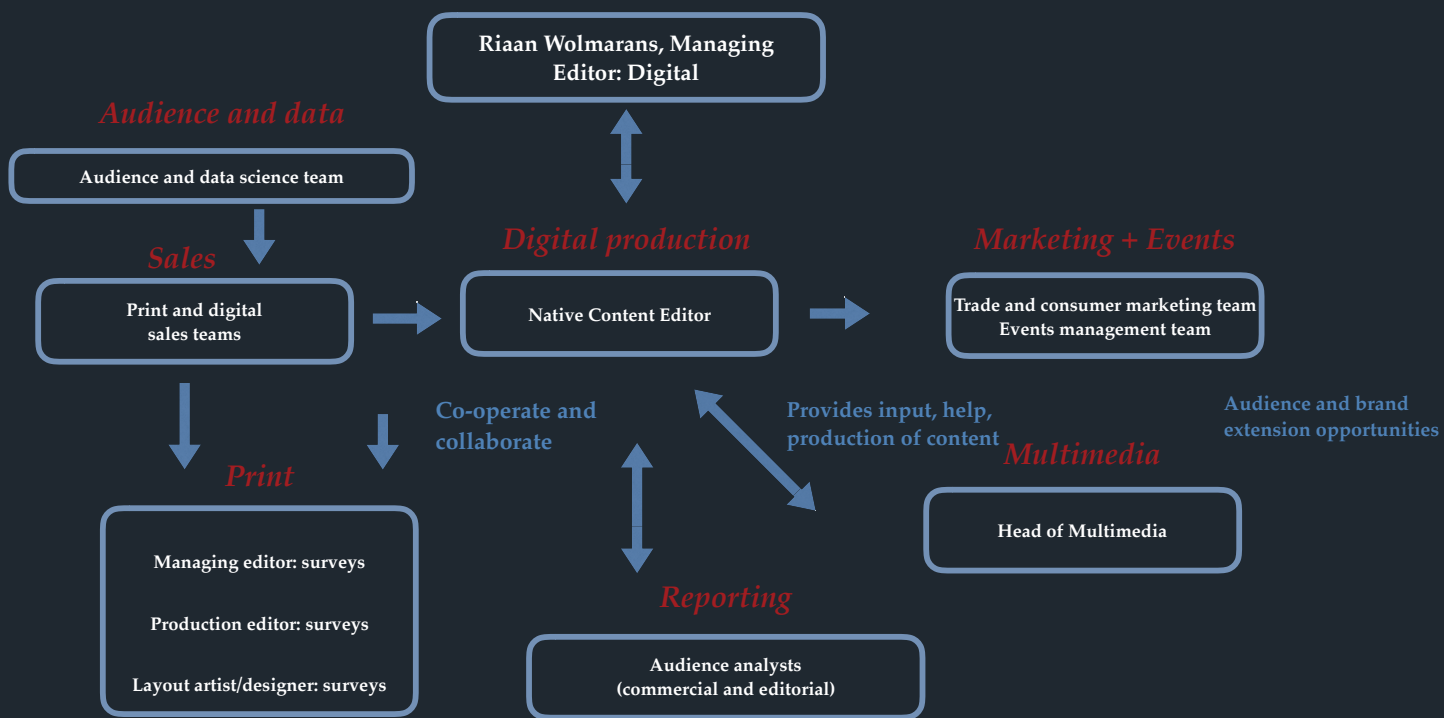 Riaan Wolmarans, Managing
Editor: Digital
Audience and data
Audience and data science team
Sales
Print and digital
sales teams
Digital production
Native Content Editor
Marketing + Events
Trade and consumer marketing team
Events management team
Co-operate and
collaborate
Provides input, help,
production of content
Audience and brand
extension opportunities
Print
Managing editor: surveys
Production editor: surveys
Layout artist/designer: surveys
Multimedia
Head of Multimedia
Reporting
Audience analysts
(commercial and editorial)